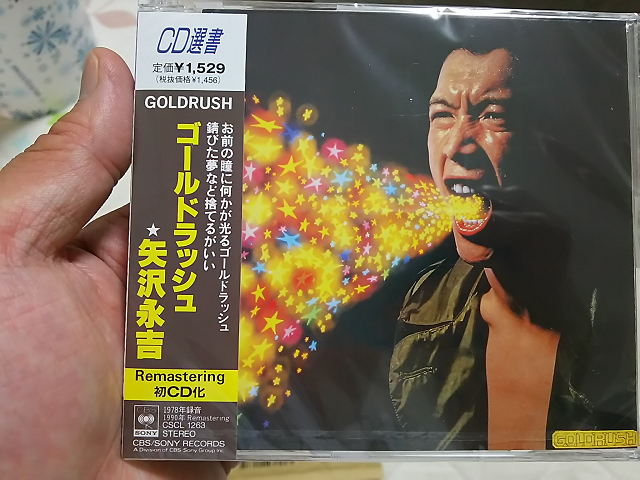 CD選書
定価¥1,529
(税抜価格¥1,456)
GOLDRUSH
お前の瞳に何かが光るゴールドラッシュ
錆びた夢など捨てるがいい
ゴールドラッシュ
★矢沢永吉
Remastering
初CD化
SONY
1978年録音
1990年 Remastering
CSCL 1263
STEREO
CBS/SONY RECORDS
A Division of CBS Sony Group Inc.
GOLDRUSH